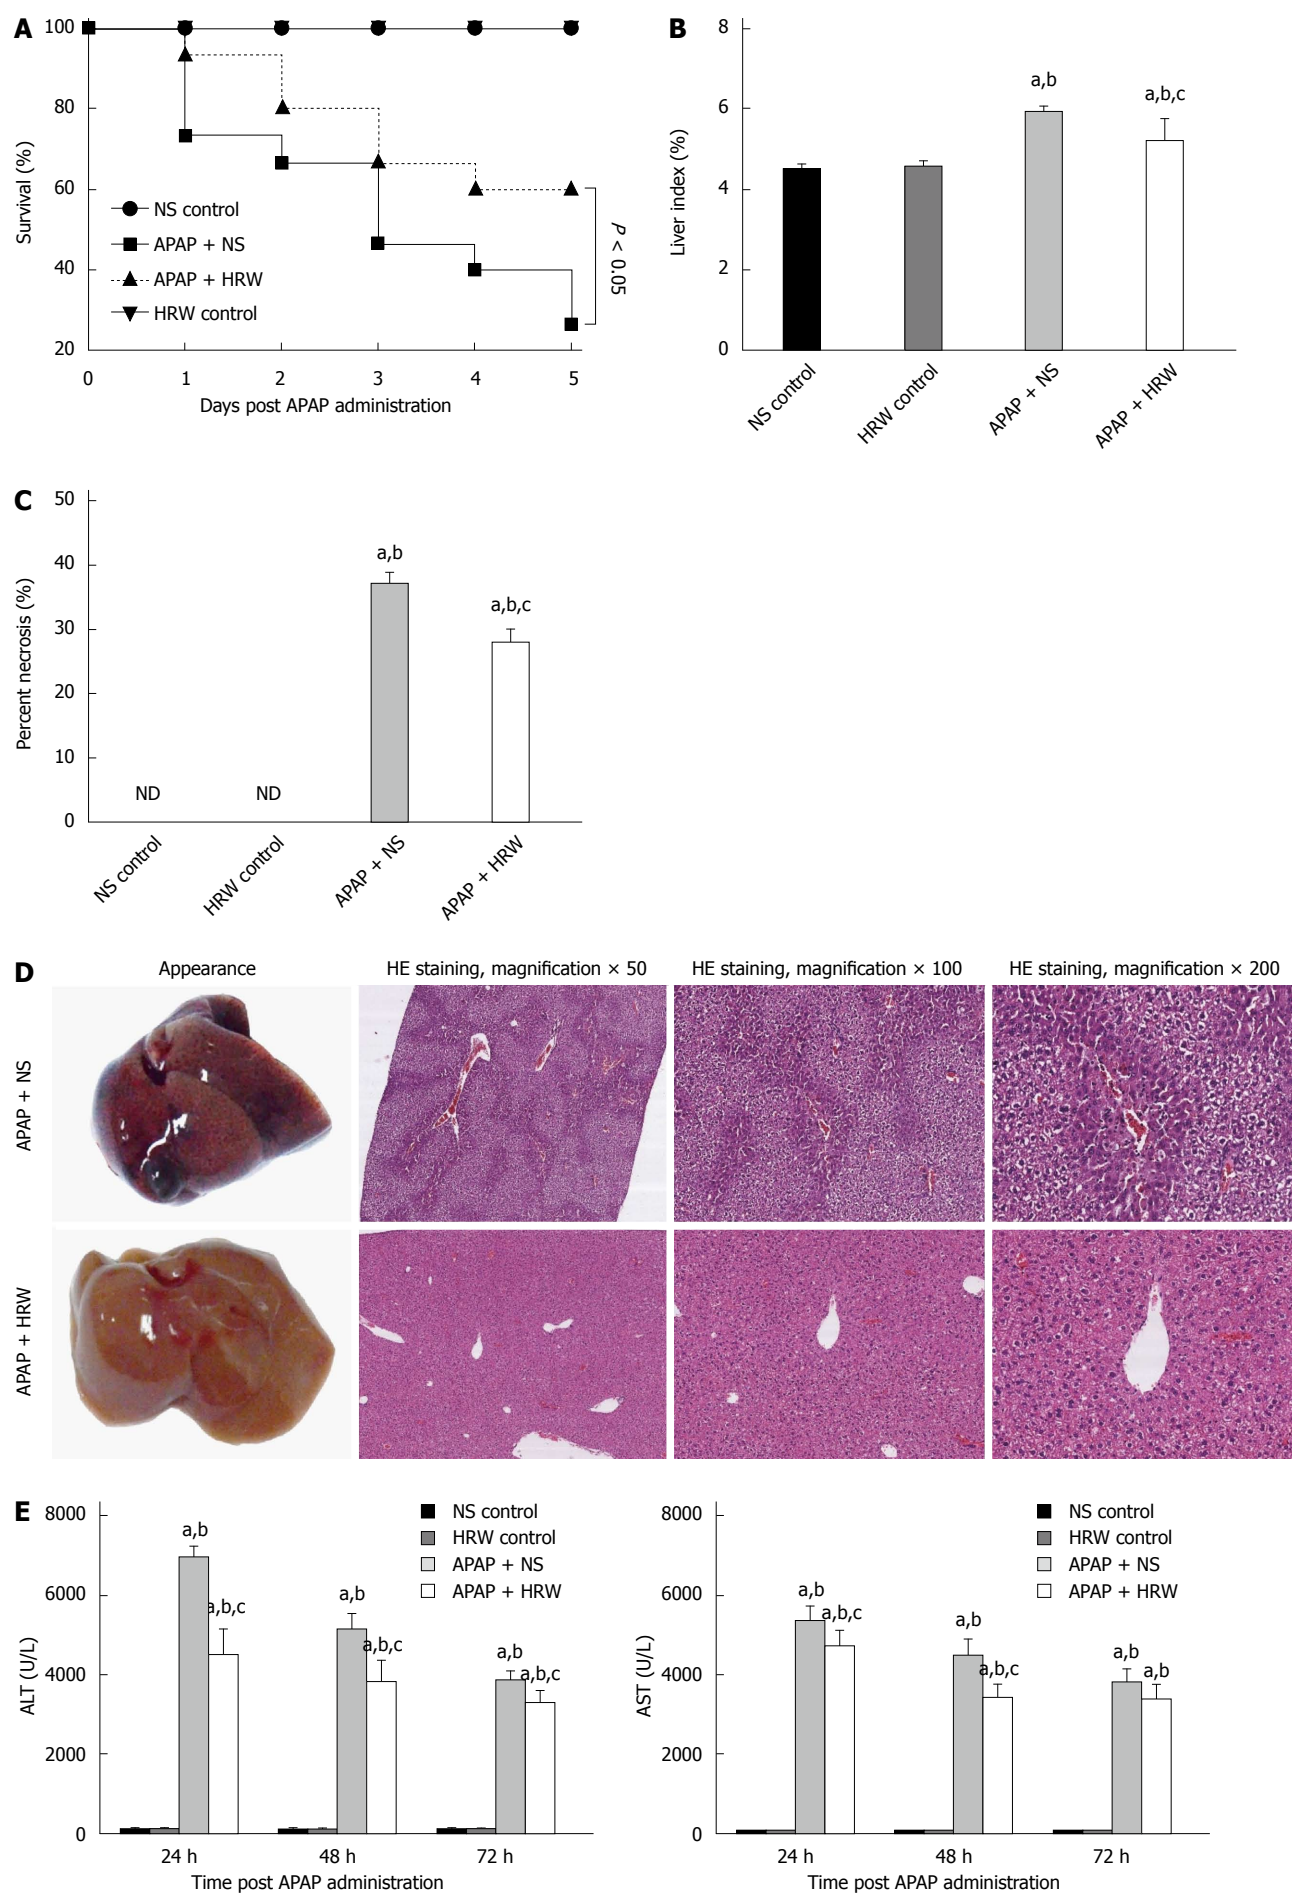 A
100
80
60
40
20
Survival (%)
NS control
APAP + NS
APAP + HRW
HRW control
P < 0.05
0 1 2 3 4 5
Days post APAP administration
B
8
6
4
2
0
Liver index (%)
a,b
a,b,c
NS control
HRW control
APAP + NS
APAP + HRW
C
50
40
30
20
10
0
Percent necrosis (%)
ND
ND
a,b
a,b,c
NS control
HRW control
APAP + NS
APAP + HRW
D
Appearance
HE staining, magnification × 50
HE staining, magnification × 100
HE staining, magnification × 200
APAP + NS
APAP + HRW
E
8000
6000
4000
2000
0
ALT (U/L)
NS control
HRW control
APAP + NS
APAP + HRW
a,b
a,b,c
a,b
a,b,c
a,b
a,b,c
24 h 48 h 72 h
Time post APAP administration
8000
6000
4000
2000
0
AST (U/L)
NS control
HRW control
APAP + NS
APAP + HRW
a,b
a,b,c
a,b
a,b,c
a,b
a,b
24 h 48 h 72 h
Time post APAP administration